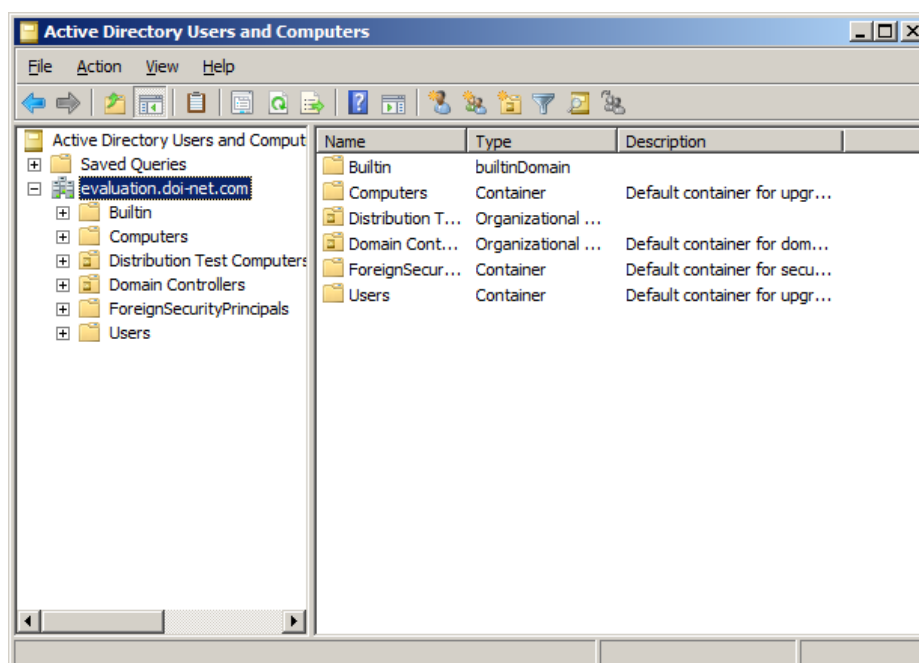 Active Directory Users and Computers
File Action View Help
Active Directory Users and Comput
Saved Queries
evaluation.doi-net.com
Builtin
Computers
Distribution Test Computers
Domain Controllers
ForeignSecurityPrincipals
Users
Name Type Description
Builtin builtinDomain
Computers Container Default container for upgr...
Distribution T... Organizational ...
Domain Cont... Organizational ... Default container for dom...
ForeignSecur... Container Default container for secu...
Users Container Default container for upgr...